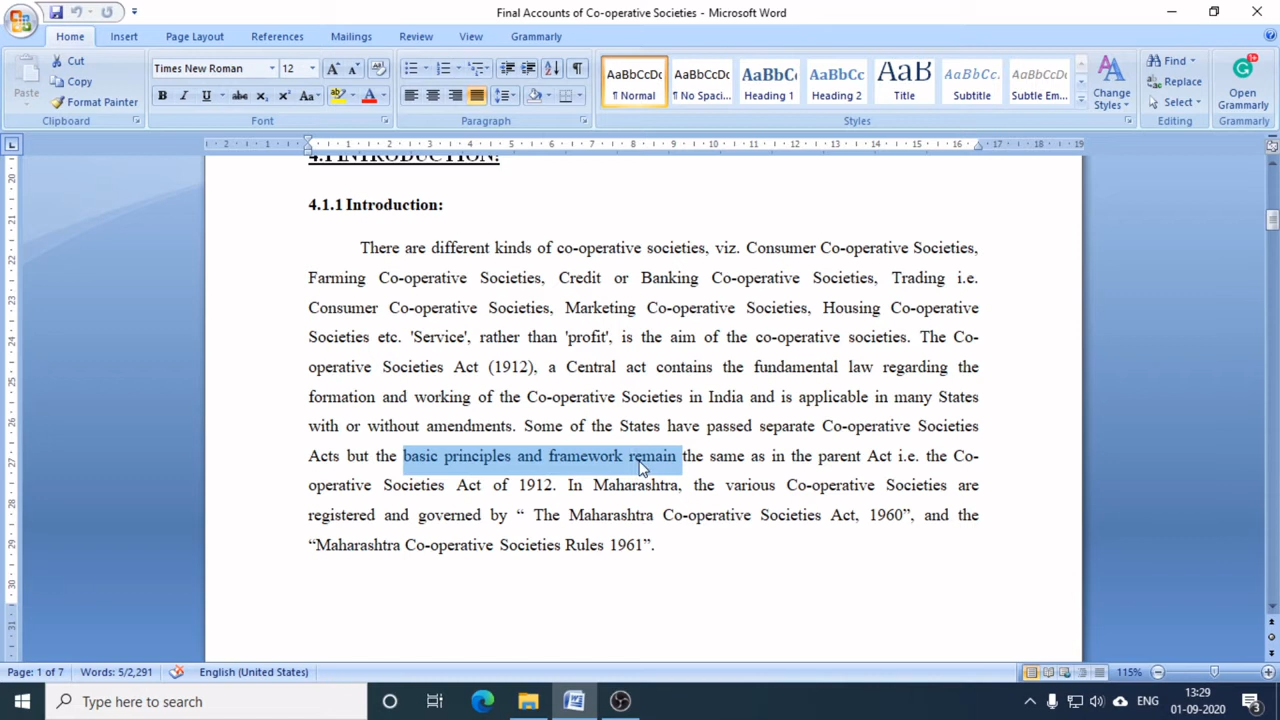 Final Accounts of Co-operative Societies - Microsoft Word
Home Insert Page Layout References Mailings Review View Grammarly
Paste
Cut
Copy
Format Painter
Clipboard
Times New Roman 12
Font
Paragraph
AaBbCcDc AaBbCcDc AaBbC AaBbCc AaB AaBbCc. AaBbCcDc
¶ Normal ¶ No Spaci... Heading 1 Heading 2 Title Subtitle Subtle Em...
Change Styles
Styles
Find
Replace
Select
Editing
Open Grammarly
Grammarly
4.1 INTRODUCTION:
4.1.1 Introduction:
There are different kinds of co-operative societies, viz. Consumer Co-operative Societies,
Farming Co-operative Societies, Credit or Banking Co-operative Societies, Trading i.e.
Consumer Co-operative Societies, Marketing Co-operative Societies, Housing Co-operative
Societies etc. 'Service', rather than 'profit', is the aim of the co-operative societies. The Co-
operative Societies Act (1912), a Central act contains the fundamental law regarding the
formation and working of the Co-operative Societies in India and is applicable in many States
with or without amendments. Some of the States have passed separate Co-operative Societies
Acts but the basic principles and framework remain the same as in the parent Act i.e. the Co-
operative Societies Act of 1912. In Maharashtra, the various Co-operative Societies are
registered and governed by “ The Maharashtra Co-operative Societies Act, 1960”, and the
“Maharashtra Co-operative Societies Rules 1961”.
Page: 1 of 7 Words: 5/2,291 English (United States) 115%
Type here to search
ENG
13:29
01-09-2020
3